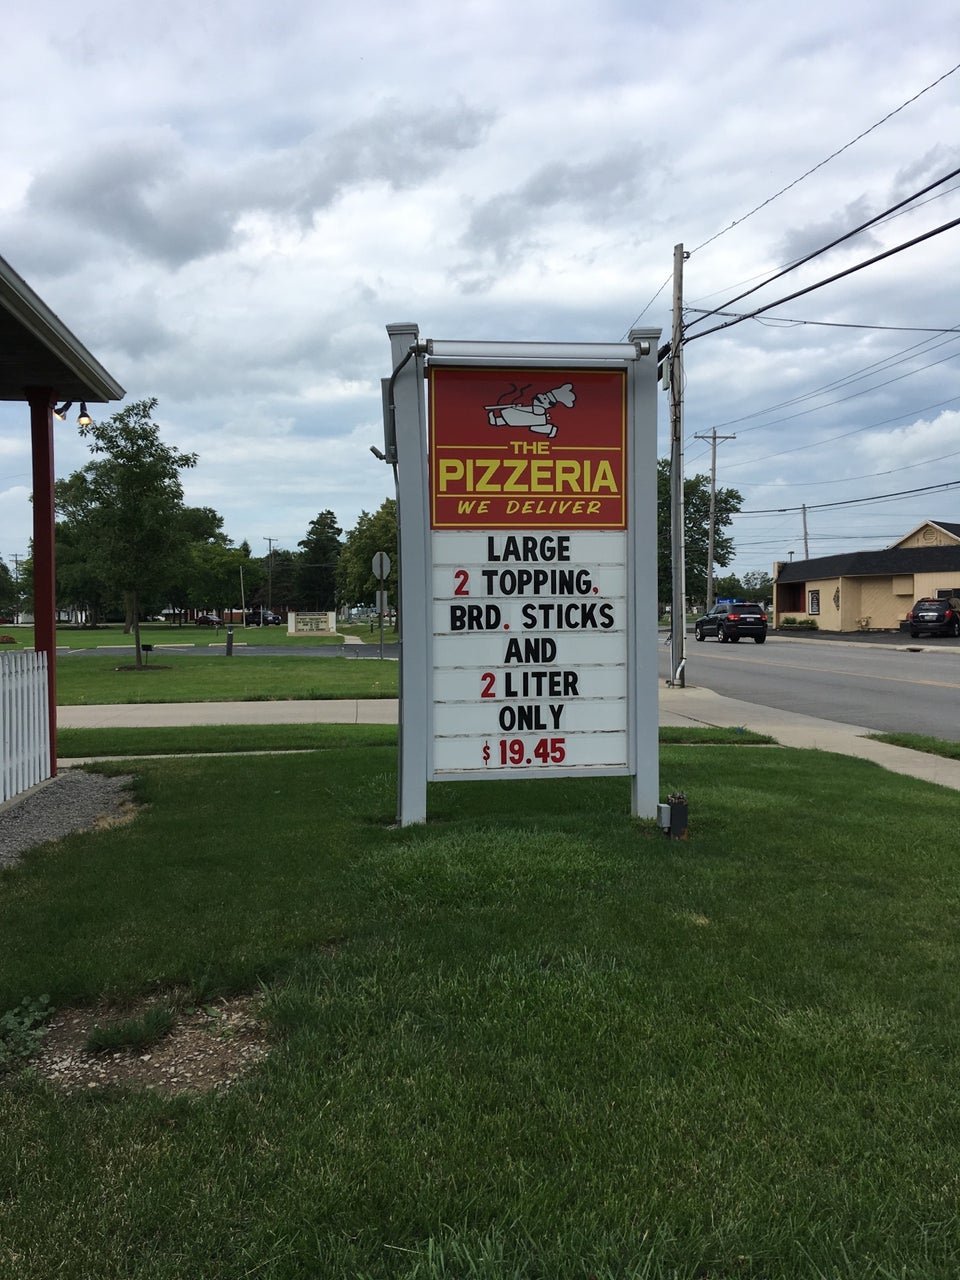 THE
PIZZERIA
WE DELIVER
LARGE
2 TOPPING,
BRD. STICKS
AND
2 LITER
ONLY
$ 19.45